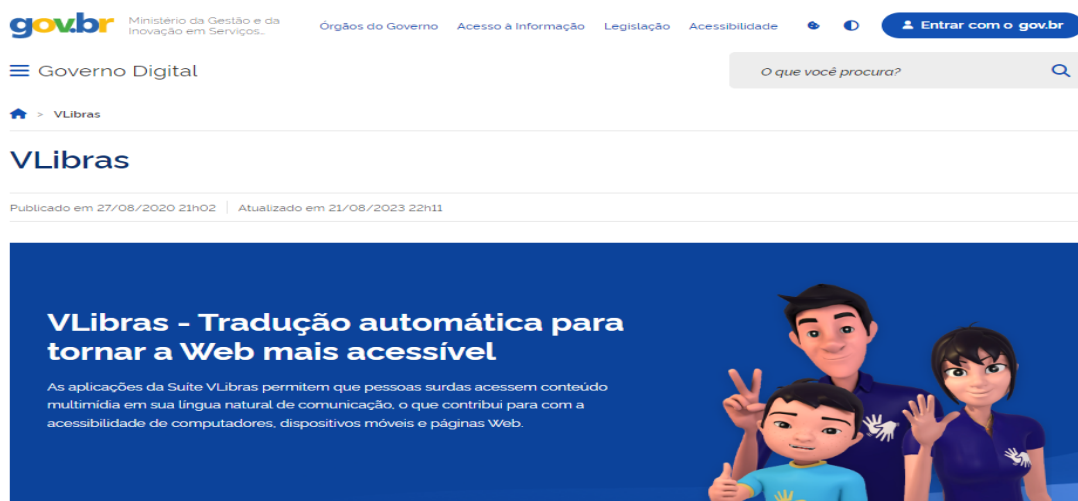 gov.br
Ministério da Gestão e da
Inovação em Serviços...
Órgãos do Governo Acesso à Informação Legislação Acessibilidade Entrar com o gov.br
Governo Digital
O que você procura?
> VLibras
VLibras
Publicado em 27/08/2020 21h02 Atualizado em 21/08/2023 22h11
VLibras - Tradução automática para
tornar a Web mais acessível
As aplicações da Suíte VLibras permitem que pessoas surdas acessem conteúdo
multimídia em sua língua natural de comunicação, o que contribui para com a
acessibilidade de computadores, dispositivos móveis e páginas Web.